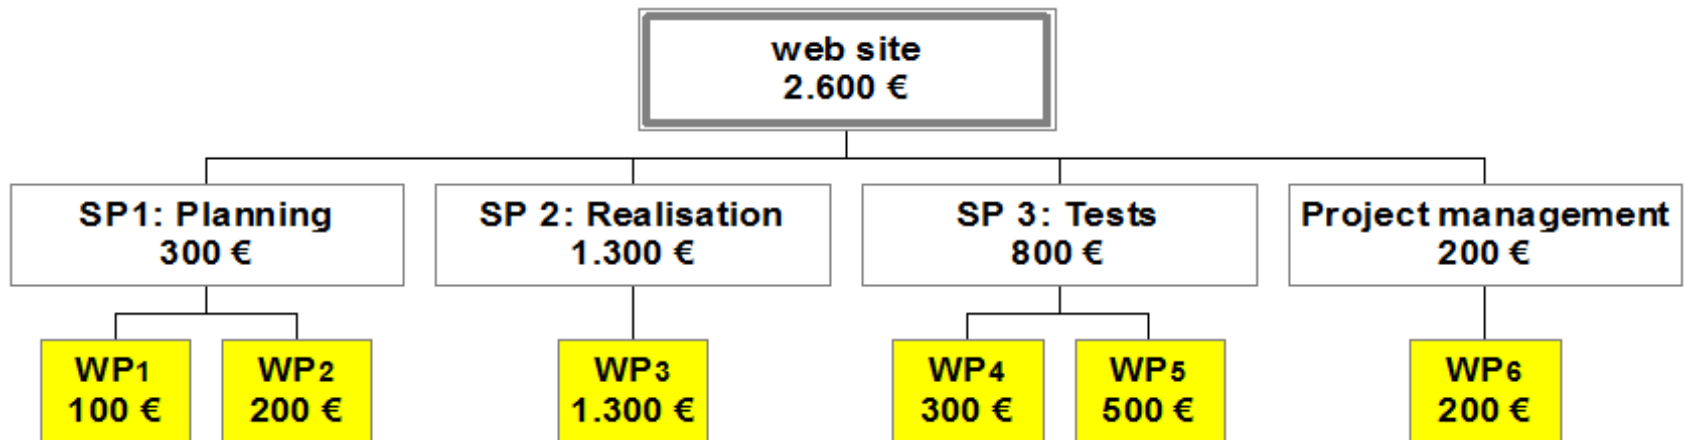 web site
2.600 €
SP1: Planning
300 €
SP 2: Realisation
1.300 €
SP 3: Tests
800 €
Project management
200 €
WP1
100 €
WP2
200 €
WP3
1.300 €
WP4
300 €
WP5
500 €
WP6
200 €